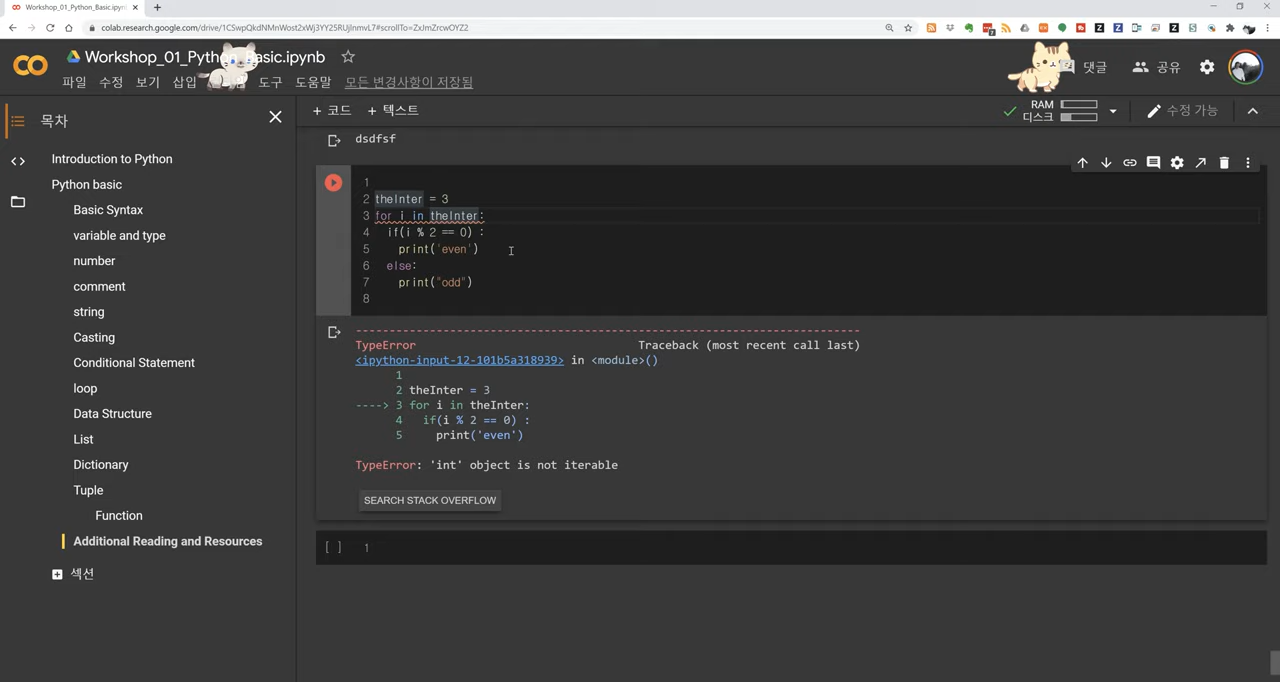 Workshop_01_Python_Basic.ipynb
colab.research.google.com/drive/1CSwpQkdNMnWost2xWj3YY25RUjlnmvL7#scrollTo=ZxJmZrcwOYZ2
Workshop_01_Python_Basic.ipynb
파일 수정 보기 삽입 도구 도움말 모든 변경사항이 저장됨
댓글 공유
목차
+ 코드 + 텍스트
RAM
디스크
수정 가능
Introduction to Python
Python basic
Basic Syntax
variable and type
number
comment
string
Casting
Conditional Statement
loop
Data Structure
List
Dictionary
Tuple
Function
Additional Reading and Resources
섹션
dsdfsf
1
2 theInter = 3
3 for i in theInter:
4 if(i % 2 == 0) :
5 print('even')
6 else:
7 print("odd")
8
---------------------------------------------------------------------------
TypeError Traceback (most recent call last)
<ipython-input-12-101b5a318939> in <module>()
1
2 theInter = 3
----> 3 for i in theInter:
4 if(i % 2 == 0) :
5 print('even')
TypeError: 'int' object is not iterable
SEARCH STACK OVERFLOW
[ ] 1